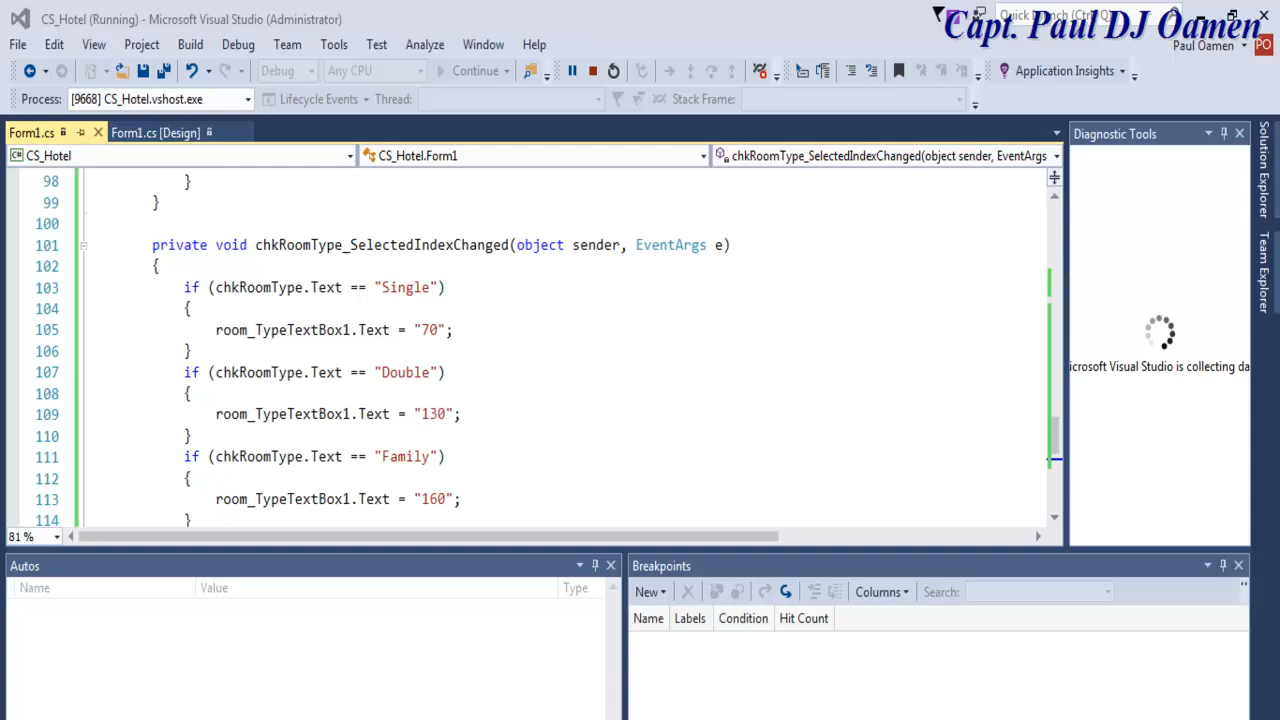 CS_Hotel (Running) - Microsoft Visual Studio (Administrator)
Quick Launch (Ctrl+Q)
Capt. Paul DJ Oamen
File Edit View Project Build Debug Team Tools Test Analyze Window Help
Paul Oamen PO
Debug Any CPU Continue Application Insights
Process: [9668] CS_Hotel.vshost.exe Lifecycle Events Thread: Stack Frame:
Form1.cs Form1.cs [Design] Diagnostic Tools
CS_Hotel CS_Hotel.Form1 chkRoomType_SelectedIndexChanged(object sender, EventArgs
98 }
99 }
100
101 private void chkRoomType_SelectedIndexChanged(object sender, EventArgs e)
102 {
103 if (chkRoomType.Text == "Single")
104 {
105 room_TypeTextBox1.Text = "70";
106 }
107 if (chkRoomType.Text == "Double")
108 {
109 room_TypeTextBox1.Text = "130";
110 }
111 if (chkRoomType.Text == "Family")
112 {
113 room_TypeTextBox1.Text = "160";
114 }
icrosoft Visual Studio is collecting da
Solution Explorer
Team Explorer
81 %
Autos
Name Value Type
Breakpoints
New Columns Search:
Name Labels Condition Hit Count